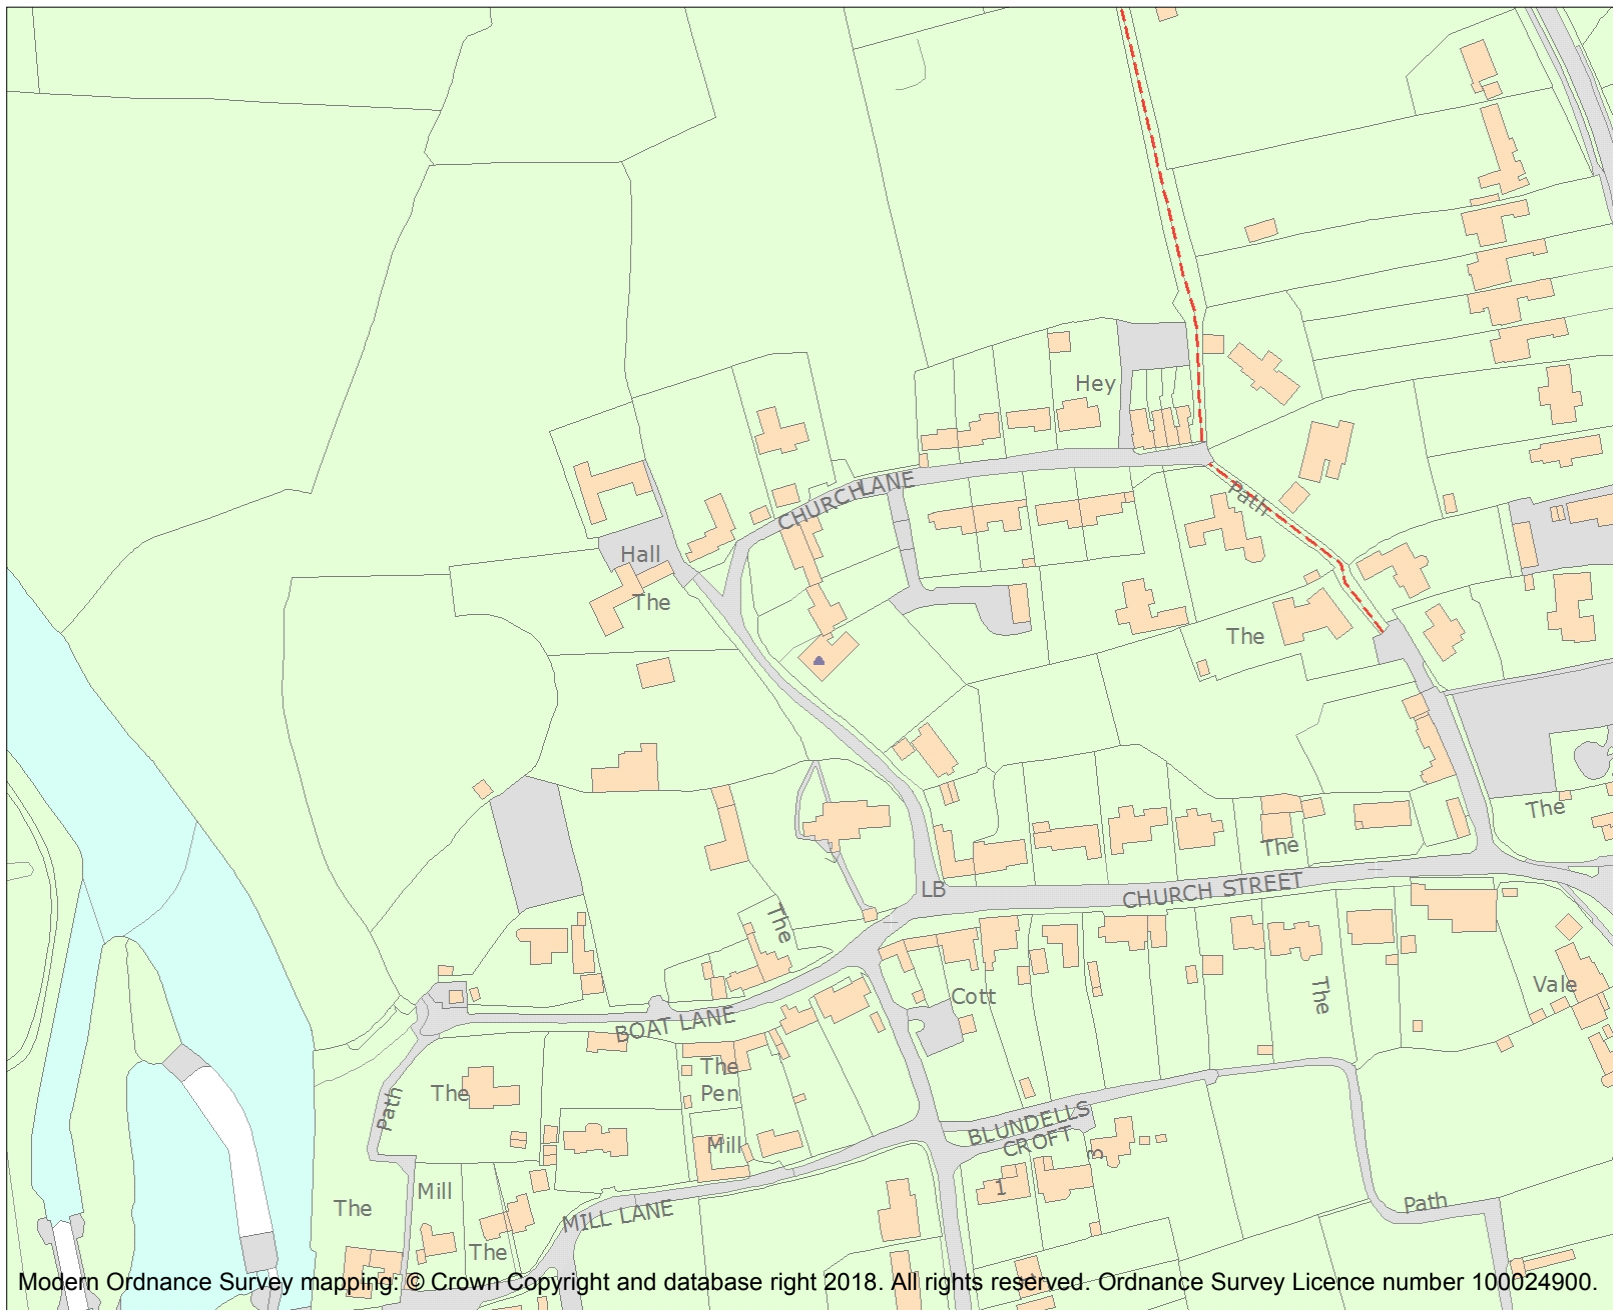 Hey
CHURCH LANE
Path
Hall
The
The
The
The
LB
CHURCH STREET
The
Cott
The
Vale
BOAT LANE
The
Pen
The
Path
BLUNDELLS
CROFT
Mill
3
1
Mill
The
Path
MILL LANE
The
Modern Ordnance Survey mapping: © Crown Copyright and database right 2018. All rights reserved. Ordnance Survey Licence number 100024900.